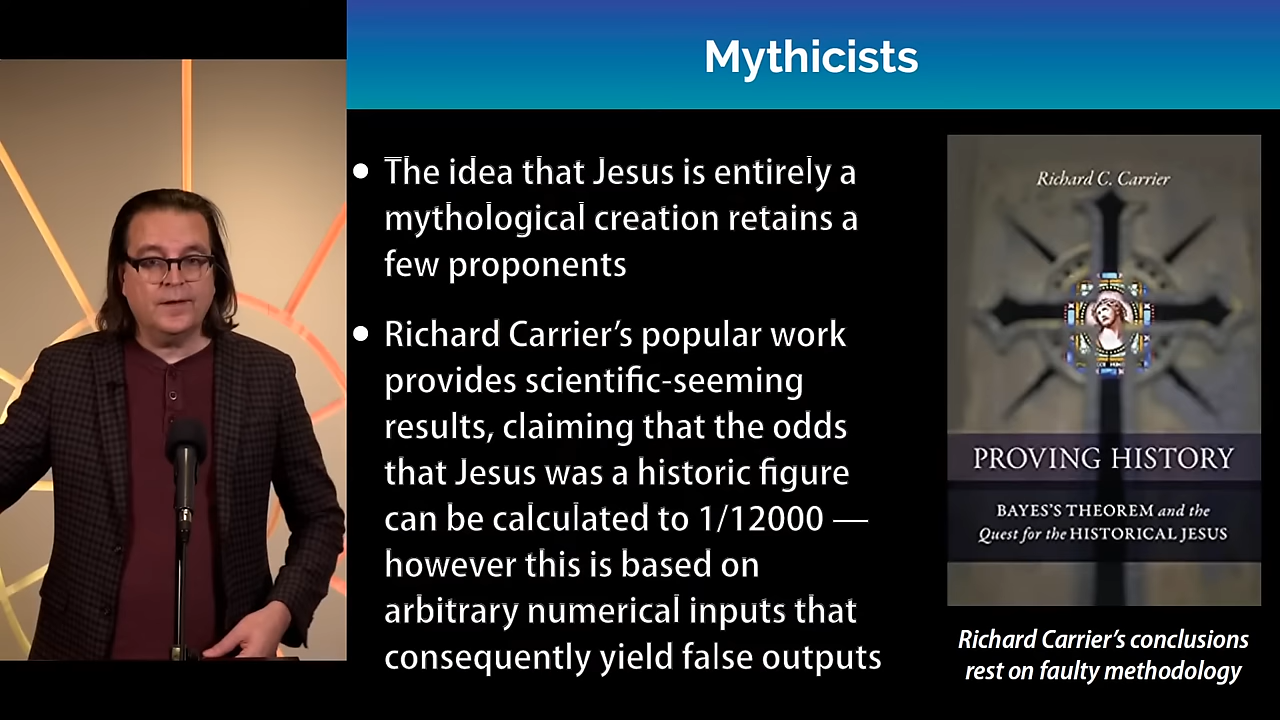 Mythicists
• The idea that Jesus is entirely a
mythological creation retains a
few proponents
• Richard Carrier’s popular work
provides scientific-seeming
results, claiming that the odds
that Jesus was a historic figure
can be calculated to 1/12000 —
however this is based on
arbitrary numerical inputs that
consequently yield false outputs
Richard C. Carrier
PROVING HISTORY
BAYES’S THEOREM and the
Quest for the HISTORICAL JESUS
Richard Carrier’s conclusions
rest on faulty methodology